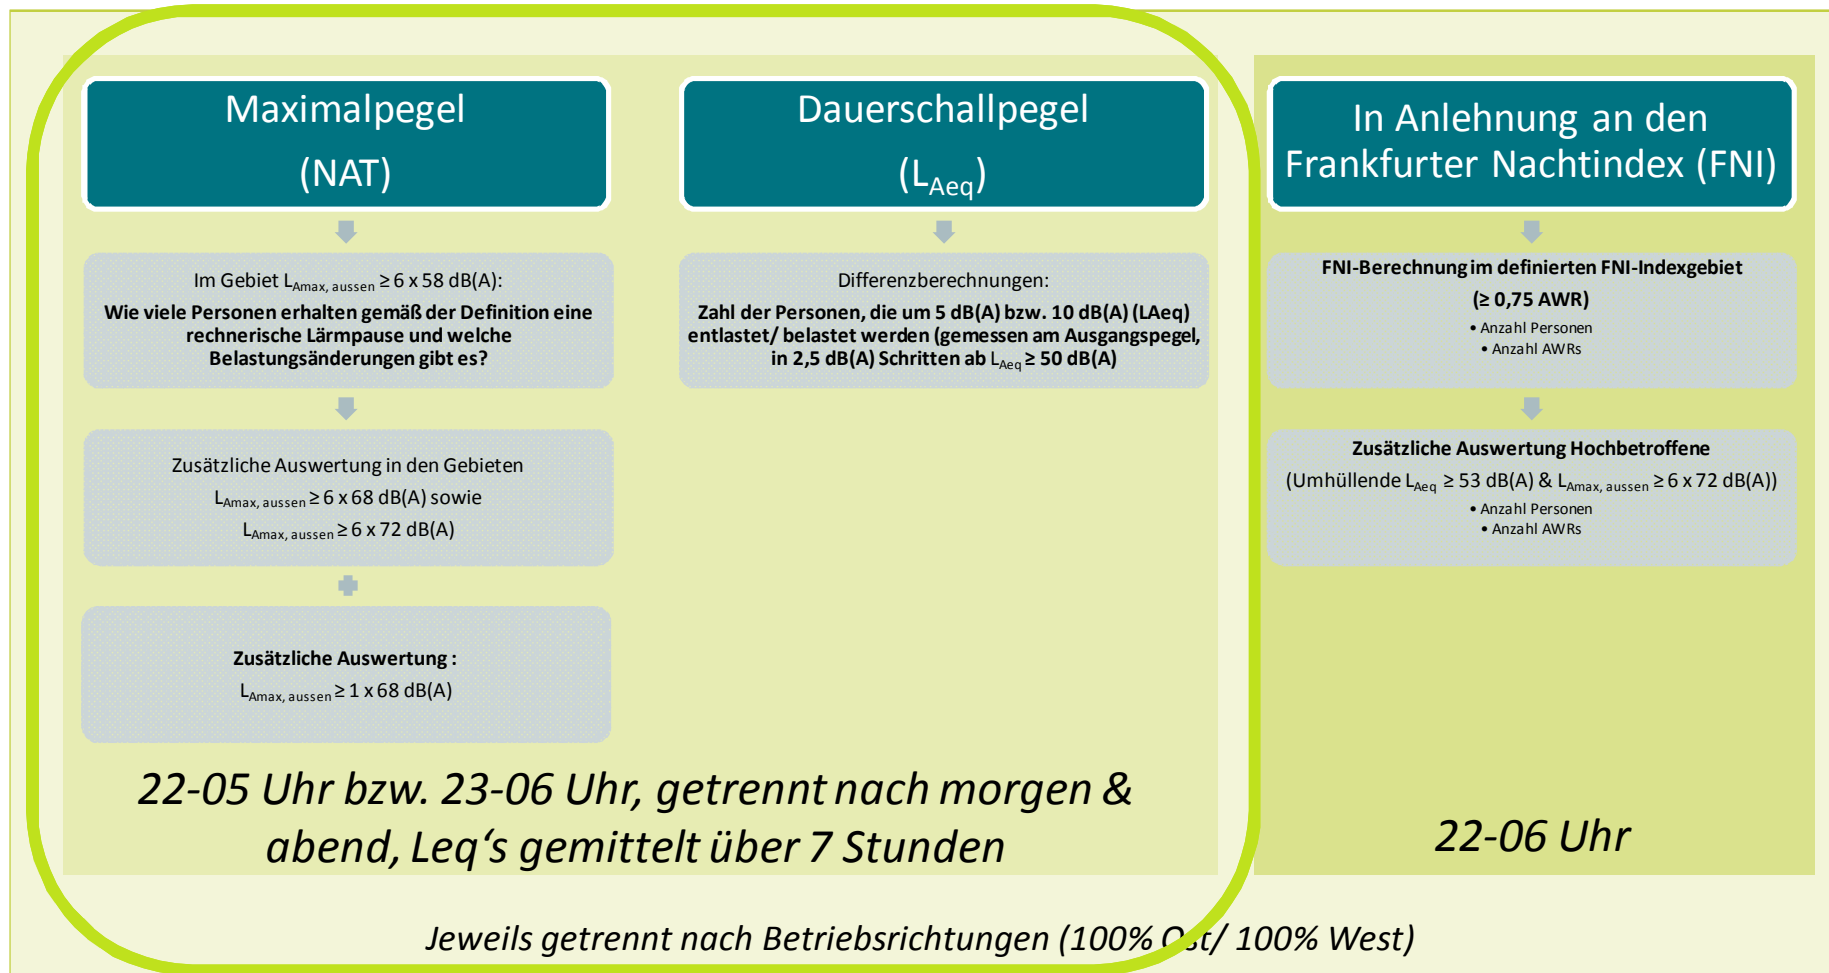 Maximalpegel
(NAT)
Im Gebiet LAmax, aussen ≥ 6 x 58 dB(A):
Wie viele Personen erhalten gemäß der Definition eine
rechnerische Lärmpause und welche
Belastungsänderungen gibt es?
Zusätzliche Auswertung in den Gebieten
LAmax, aussen ≥ 6 x 68 dB(A) sowie
LAmax, aussen ≥ 6 x 72 dB(A)
Zusätzliche Auswertung :
LAmax, aussen ≥ 1 x 68 dB(A)
Dauerschallpegel
(LAeq)
Differenzberechnungen:
Zahl der Personen, die um 5 dB(A) bzw. 10 dB(A) (LAeq)
entlastet/ belastet werden (gemessen am Ausgangspegel,
in 2,5 dB(A) Schritten ab LAeq ≥ 50 dB(A)
22-05 Uhr bzw. 23-06 Uhr, getrennt nach morgen &
abend, Leq‘s gemittelt über 7 Stunden
In Anlehnung an den
Frankfurter Nachtindex (FNI)
FNI-Berechnung im definierten FNI-Indexgebiet
(≥ 0,75 AWR)
• Anzahl Personen
• Anzahl AWRs
Zusätzliche Auswertung Hochbetroffene
(Umhüllende LAeq ≥ 53 dB(A) & LAmax, aussen ≥ 6 x 72 dB(A))
• Anzahl Personen
• Anzahl AWRs
22-06 Uhr
Jeweils getrennt nach Betriebsrichtungen (100% Ost/ 100% West)